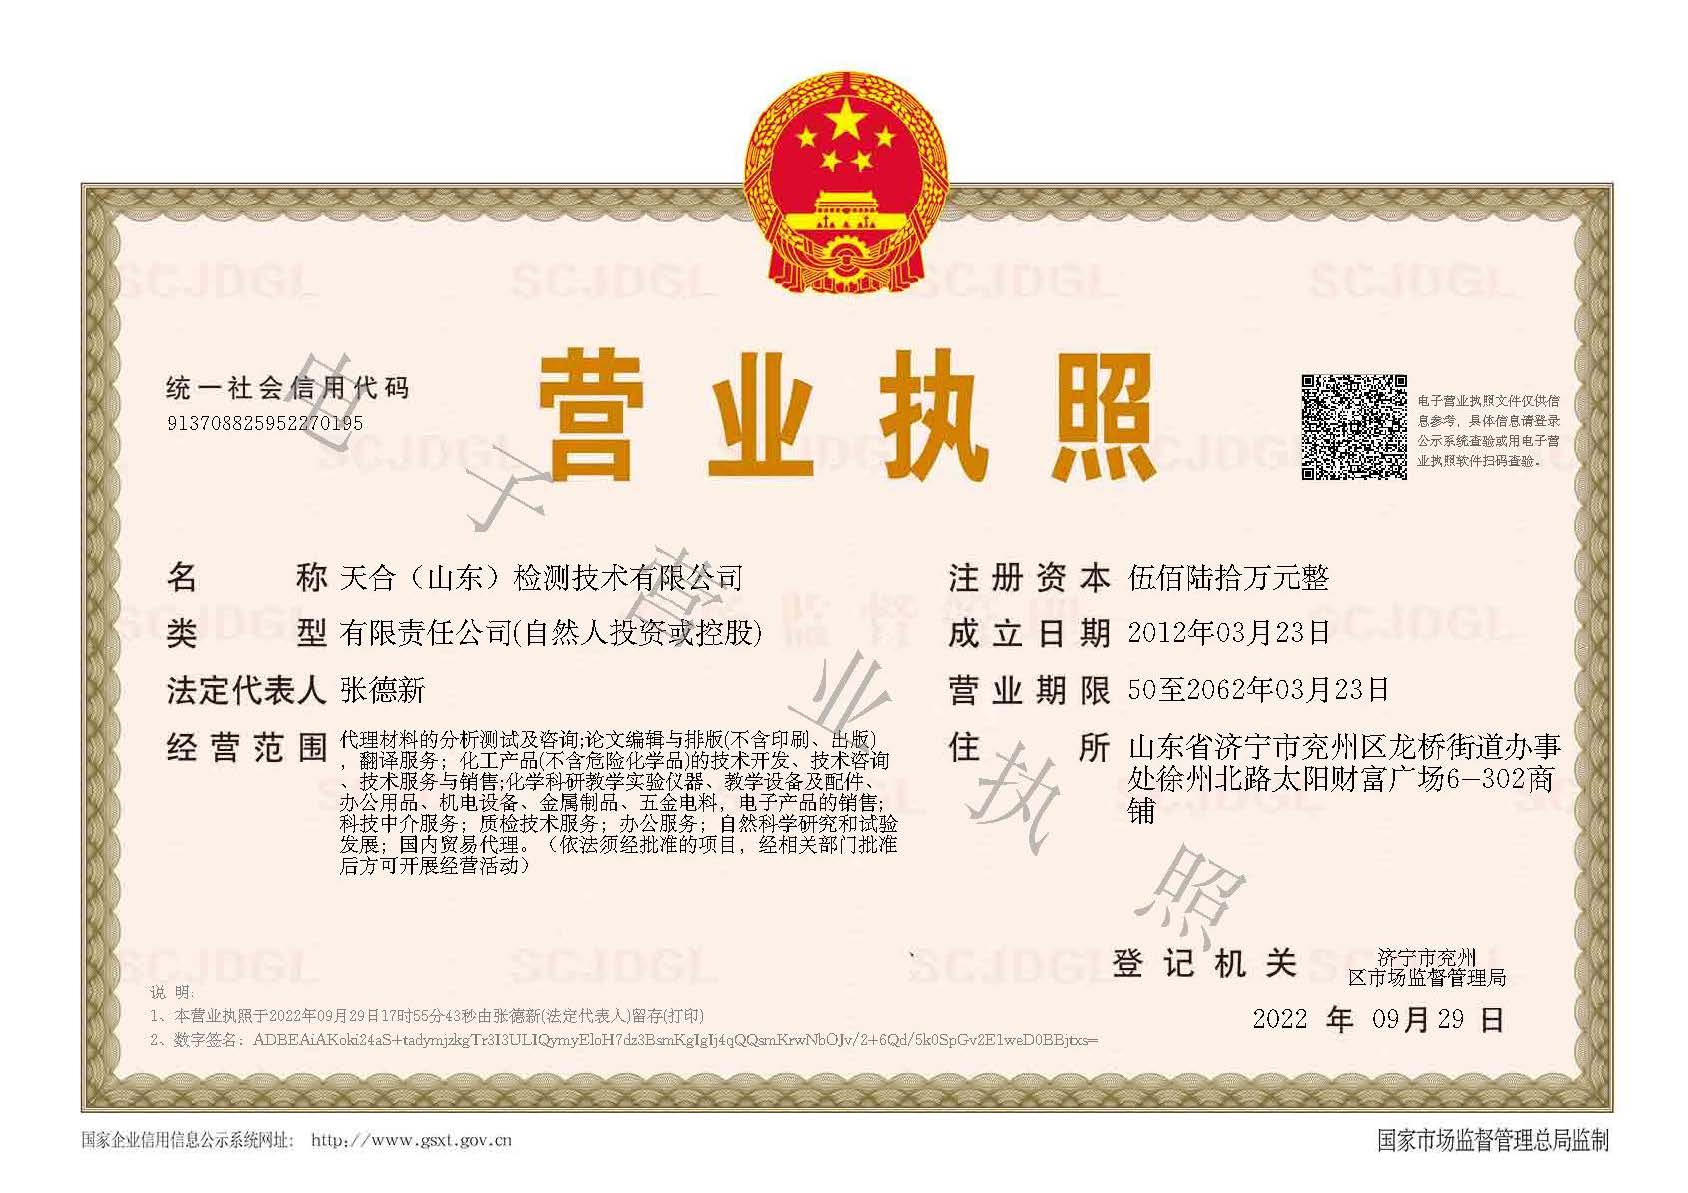 营业执照
统一社会信用代码
913708825952270195
电子营业执照文件仅供信
息参考，具体信息请登录
公示系统查验或用电子营
业执照软件扫码查验。
电子营业执照
名称 天合（山东）检测技术有限公司
类型 有限责任公司(自然人投资或控股)
法定代表人 张德新
经营范围 代理材料的分析测试及咨询;论文编辑与排版(不含印刷、出版)
，翻译服务；化工产品(不含危险化学品)的技术开发、技术咨询
、技术服务与销售;化学科研教学实验仪器、教学设备及配件、
办公用品、机电设备、金属制品、五金电料，电子产品的销售；
科技中介服务；质检技术服务；办公服务；自然科学研究和试验
发展；国内贸易代理。（依法须经批准的项目，经相关部门批准
后方可开展经营活动）
注册资本 伍佰陆拾万元整
成立日期 2012年03月23日
营业期限 50至2062年03月23日
住所 山东省济宁市兖州区龙桥街道办事
处徐州北路太阳财富广场6-302商
铺
登记机关 济宁市兖州
区市场监督管理局
2022 年 09月29 日
说 明:
1、本营业执照于2022年09月29日17时55分43秒由张德新(法定代表人)留存(打印)
2、数字签名：ADBEAiAKoki24aS+tadymjzkgTr3I3ULIQymyEloH7dz3BsmKgIgIj4qQQsmKrwNbOJv/2+6Qd/5k0SpGv2E1weD0BBjtxs=
国家企业信用信息公示系统网址： http://www.gsxt.gov.cn
国家市场监督管理总局监制
SCJDGL